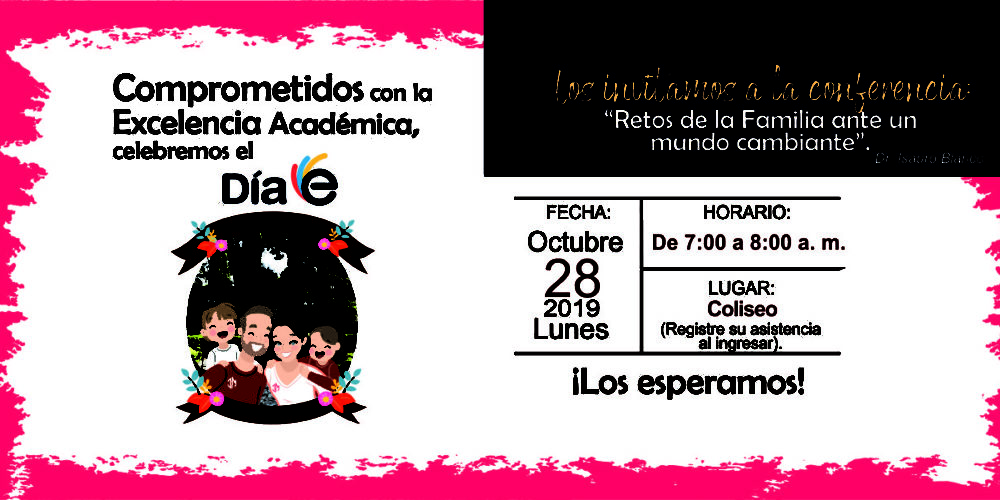 Comprometidos con la
Excelencia Académica,
celebremos el
Día e
Los invitamos a la conferencia:
“Retos de la Familia ante un
mundo cambiante”.
Dr. Isauro
FECHA:
Octubre
28
2019
Lunes
HORARIO:
De 7:00 a 8:00 a. m.
LUGAR:
Coliseo
(Registre su asistencia
al ingresar).
¡Los esperamos!